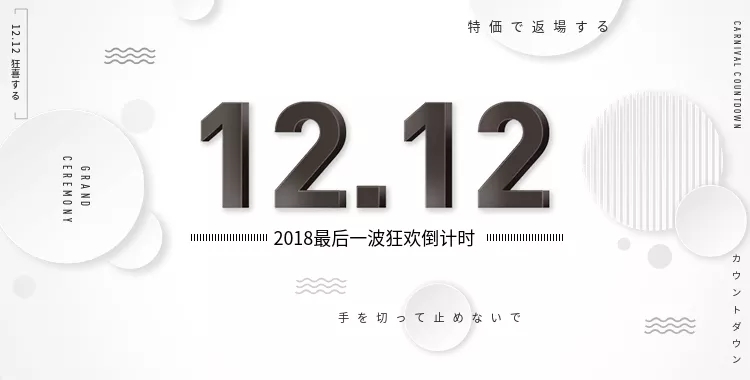 特価で返場する
12.12 狂喜する
CARNIVAL COUNTDOWN
12.12
GRAND
CEREMONY
2018最后一波狂欢倒计时
カウントダウン
手を切って止めないで